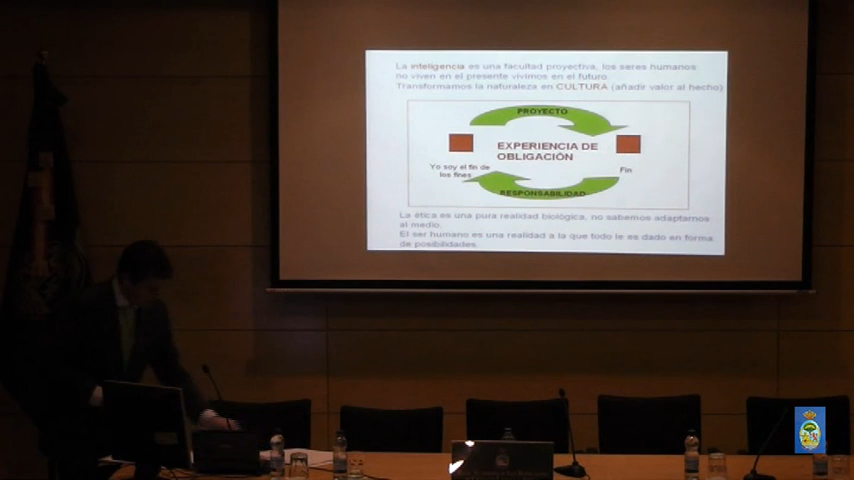 La inteligencia es una facultad proyectiva, los seres humanos
no viven en el presente vivimos en el futuro.
Transformamos la naturaleza en CULTURA (añadir valor al hecho)
PROYECTO
EXPERIENCIA DE
OBLIGACIÓN
Yo soy el fin de
los fines
Fin
RESPONSABILIDAD
La ética es una pura realidad biológica, no sabemos adaptarnos
al medio.
El ser humano es una realidad a la que todo le es dado en forma
de posibilidades.